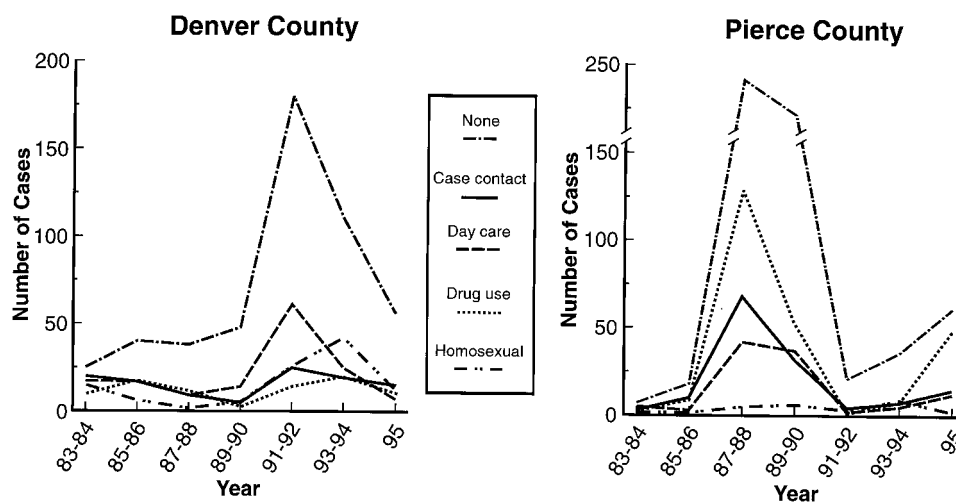 Denver County
Number of Cases
200
150
100
50
0
83-84
85-86
87-88
89-90
91-92
93-94
95
Year
None
Case contact
Day care
Drug use
Homosexual
Pierce County
Number of Cases
250
150
100
50
0
83-84
85-86
87-88
89-90
91-92
93-94
95
Year